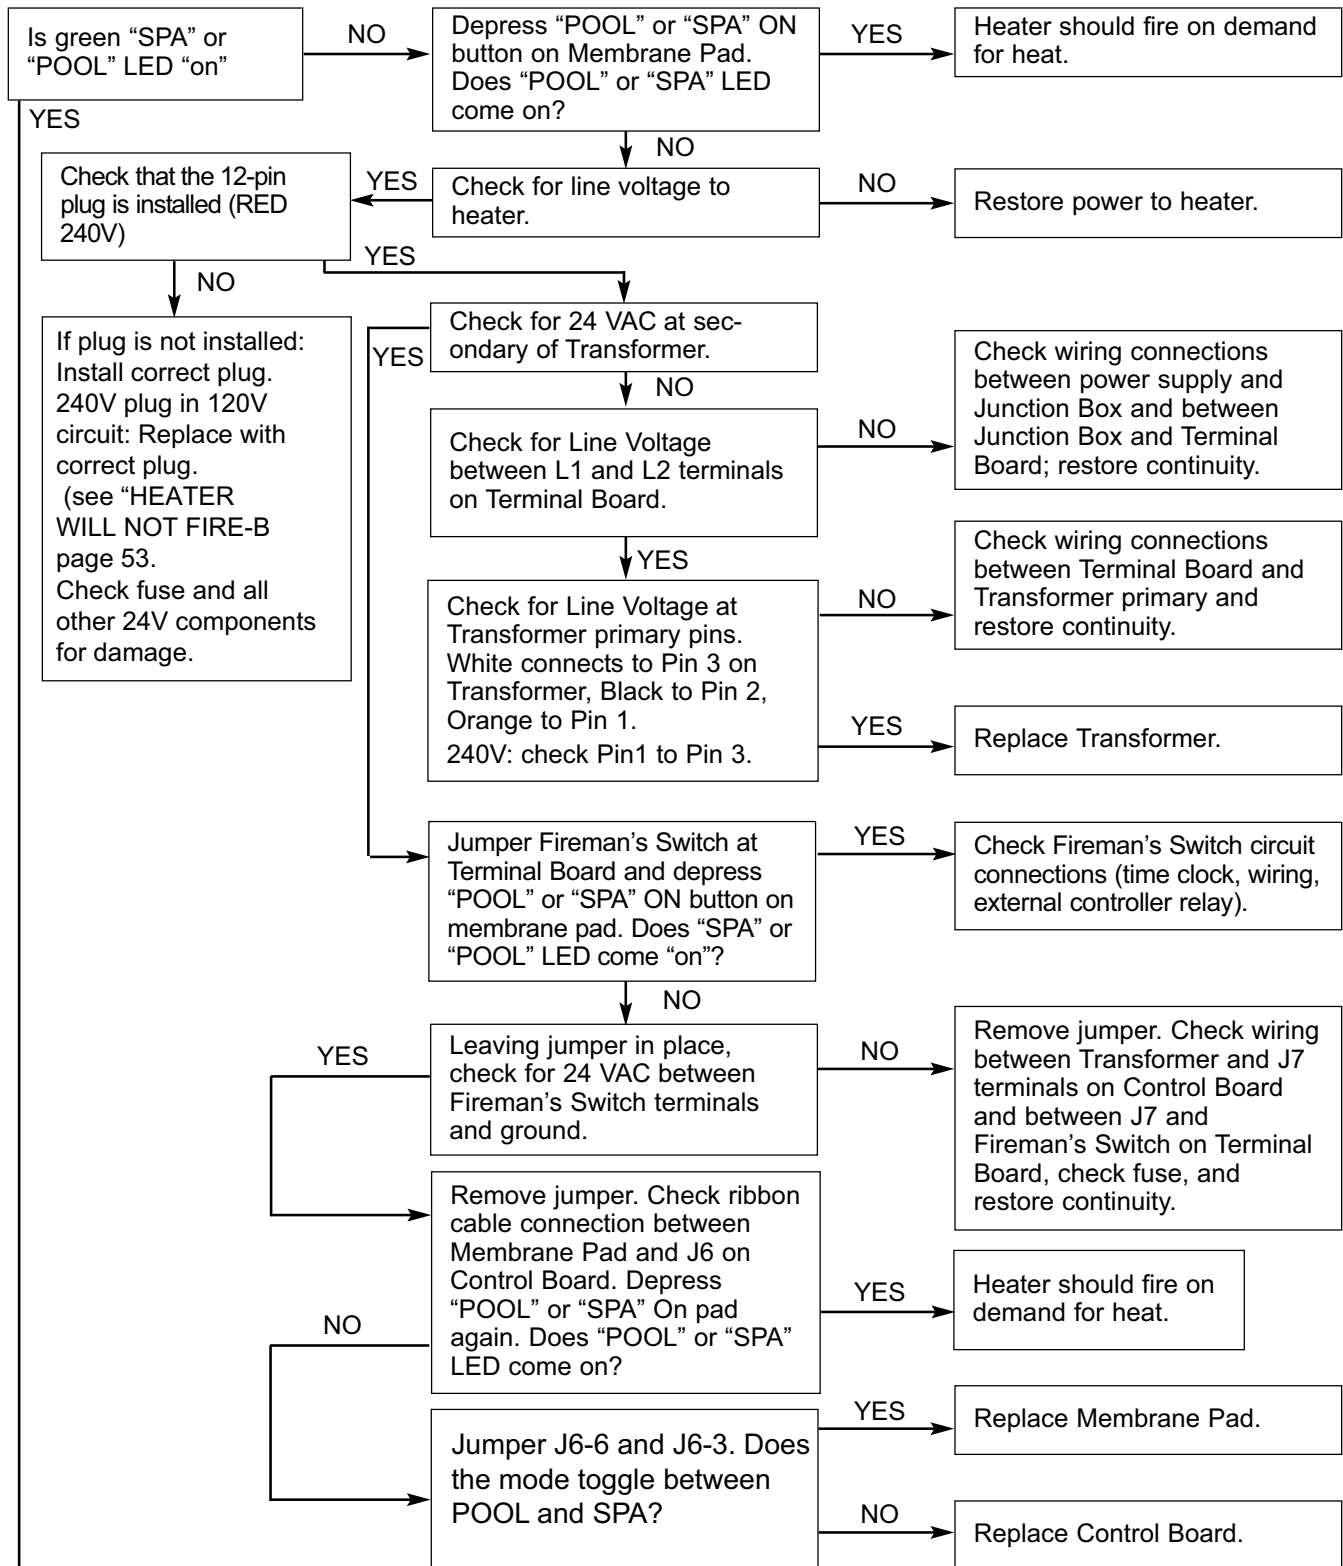 Is green “SPA” or
“POOL” LED “on”
NO
Depress “POOL” or “SPA” ON
button on Membrane Pad.
Does “POOL” or “SPA” LED
come on?
YES
Heater should fire on demand
for heat.
YES
NO
Check that the 12-pin
plug is installed (RED
240V)
YES
Check for line voltage to
heater.
NO
Restore power to heater.
YES
NO
If plug is not installed:
Install correct plug.
240V plug in 120V
circuit: Replace with
correct plug.
(see “HEATER
WILL NOT FIRE-B
page 53.
Check fuse and all
other 24V components
for damage.
YES
Check for 24 VAC at sec-
ondary of Transformer.
NO
Check for Line Voltage
between L1 and L2 terminals
on Terminal Board.
NO
Check wiring connections
between power supply and
Junction Box and between
Junction Box and Terminal
Board; restore continuity.
YES
Check for Line Voltage at
Transformer primary pins.
White connects to Pin 3 on
Transformer, Black to Pin 2,
Orange to Pin 1.
240V: check Pin1 to Pin 3.
NO
Check wiring connections
between Terminal Board and
Transformer primary and
restore continuity.
YES
Replace Transformer.
Jumper Fireman’s Switch at
Terminal Board and depress
“POOL” or “SPA” ON button on
membrane pad. Does “SPA” or
“POOL” LED come “on”?
YES
Check Fireman’s Switch circuit
connections (time clock, wiring,
external controller relay).
NO
YES
Leaving jumper in place,
check for 24 VAC between
Fireman’s Switch terminals
and ground.
NO
Remove jumper. Check wiring
between Transformer and J7
terminals on Control Board
and between J7 and
Fireman’s Switch on Terminal
Board, check fuse, and
restore continuity.
Remove jumper. Check ribbon
cable connection between
Membrane Pad and J6 on
Control Board. Depress
“POOL” or “SPA” On pad
again. Does “POOL” or “SPA”
LED come on?
YES
Heater should fire on
demand for heat.
NO
Jumper J6-6 and J6-3. Does
the mode toggle between
POOL and SPA?
YES
Replace Membrane Pad.
NO
Replace Control Board.